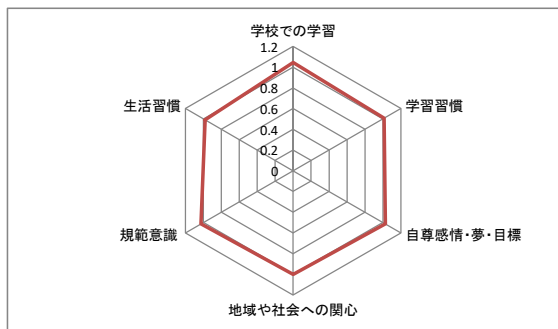 学校での学習
1.2
1
0.8
0.6
0.4
0.2
0
学習習慣
自尊感情・夢・目標
地域や社会への関心
規範意識
生活習慣